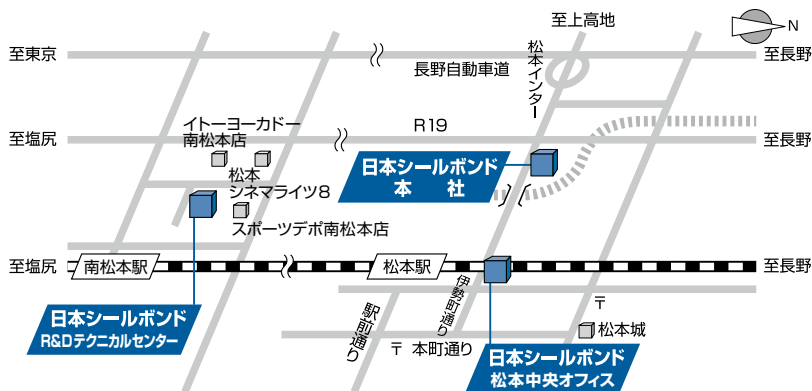 至上高地
N
至東京
長野自動車道
松本インター
至長野
イトーヨーカドー
南松本店
至塩尻
R19
至長野
松本
シネマライツ8
日本シールボンド
本 社
スポーツデポ南松本店
至塩尻
南松本駅
松本駅
至長野
日本シールボンド
R&Dテクニカルセンター
駅前通り
伊勢町通り
〒
〒 本町通り
松本城
日本シールボンド
松本中央オフィス